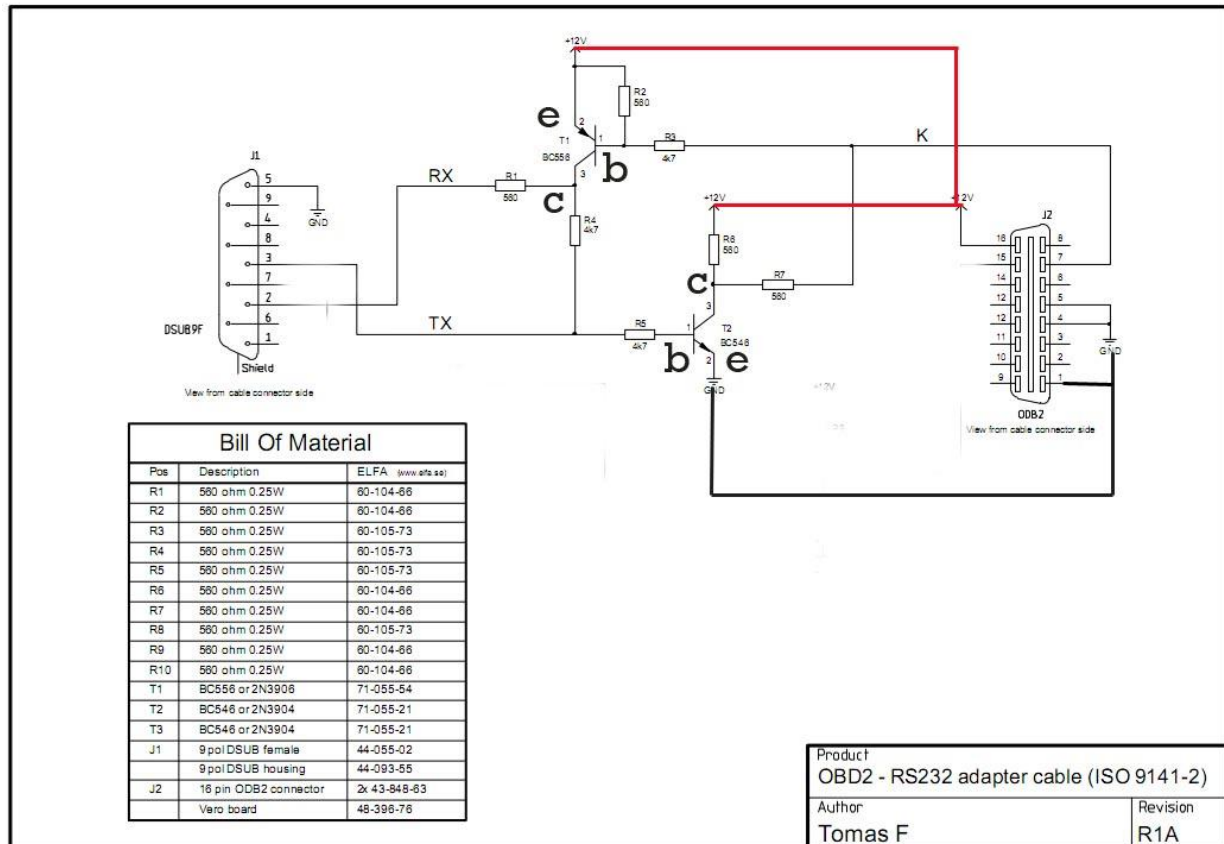 +12V
R2
560
e
2
T1
1
R3
4k7
K
BC556
b
3
J1
5
9
4
8
3
7
2
6
1
GND
RX
R1
560
c
R4
4k7
+12V
+12V
J2
R6
560
c
R7
560
3
16
15
14
12
12
11
10
9
8
7
6
5
4
3
2
1
GND
DSUB9F
Shield
View from cable connector side
TX
R5
4k7
1
T2
BC546
b
2
e
GND
+12V
ODB2
View from cable connector side
Bill Of Material
Pos Description ELFA (www.elfa.se)
R1 560 ohm 0.25W 60-104-66
R2 560 ohm 0.25W 60-104-66
R3 560 ohm 0.25W 60-105-73
R4 560 ohm 0.25W 60-105-73
R5 560 ohm 0.25W 60-105-73
R6 560 ohm 0.25W 60-104-66
R7 560 ohm 0.25W 60-104-66
R8 560 ohm 0.25W 60-105-73
R9 560 ohm 0.25W 60-104-66
R10 560 ohm 0.25W 60-104-66
T1 BC556 or 2N3906 71-055-54
T2 BC546 or 2N3904 71-055-21
T3 BC546 or 2N3904 71-055-21
J1 9 pol DSUB female 44-055-02
9 pol DSUB housing 44-093-55
J2 16 pin ODB2 connector 2x 43-848-63
Vero board 48-396-76
Product
OBD2 - RS232 adapter cable (ISO 9141-2)
Author
Tomas F
Revision
R1A